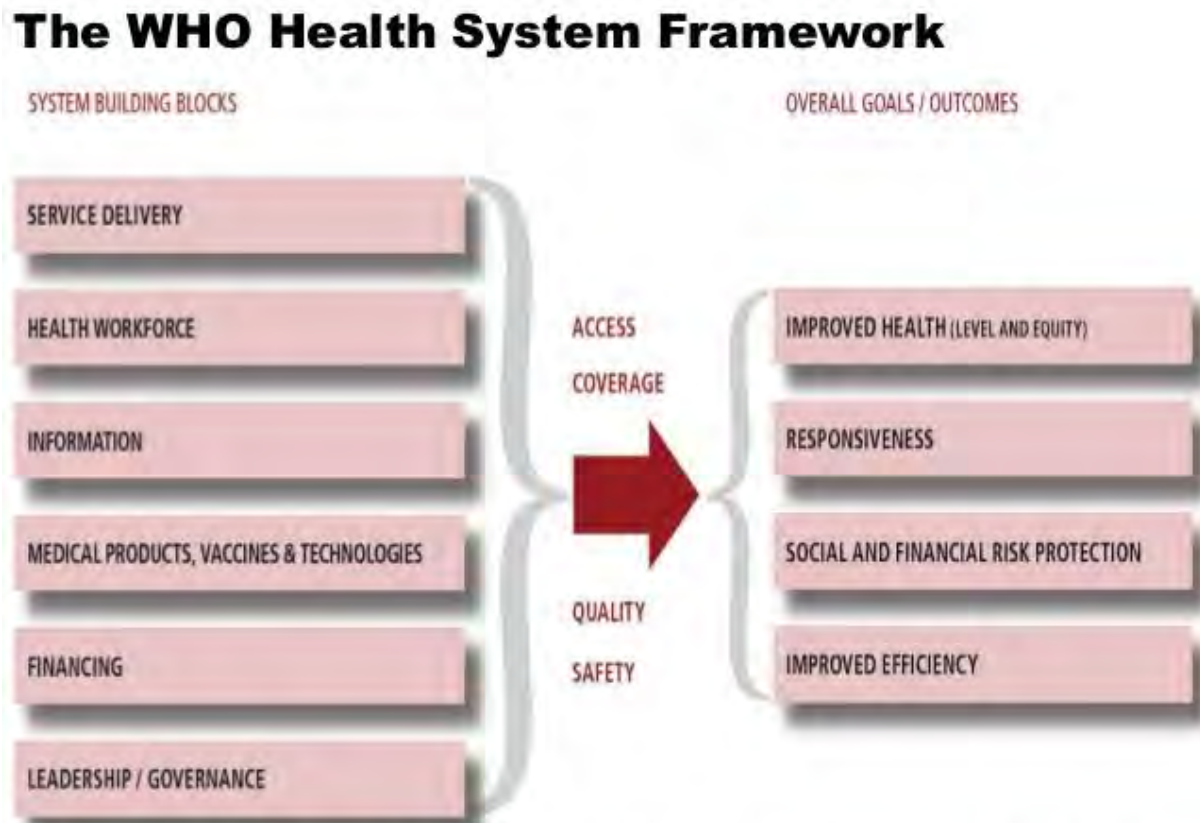 The WHO Health System Framework
SYSTEM BUILDING BLOCKS
SERVICE DELIVERY
HEALTH WORKFORCE
INFORMATION
MEDICAL PRODUCTS, VACCINES & TECHNOLOGIES
FINANCING
LEADERSHIP / GOVERNANCE
ACCESS
COVERAGE
QUALITY
SAFETY
OVERALL GOALS / OUTCOMES
IMPROVED HEALTH (LEVEL AND EQUITY)
RESPONSIVENESS
SOCIAL AND FINANCIAL RISK PROTECTION
IMPROVED EFFICIENCY